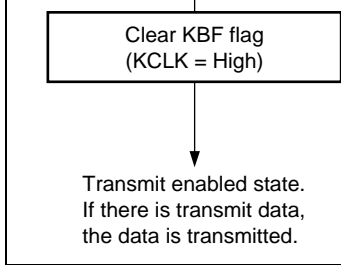 Clear KBF flag
(KCLK = High)
Transmit enabled state.
If there is transmit data,
the data is transmitted.